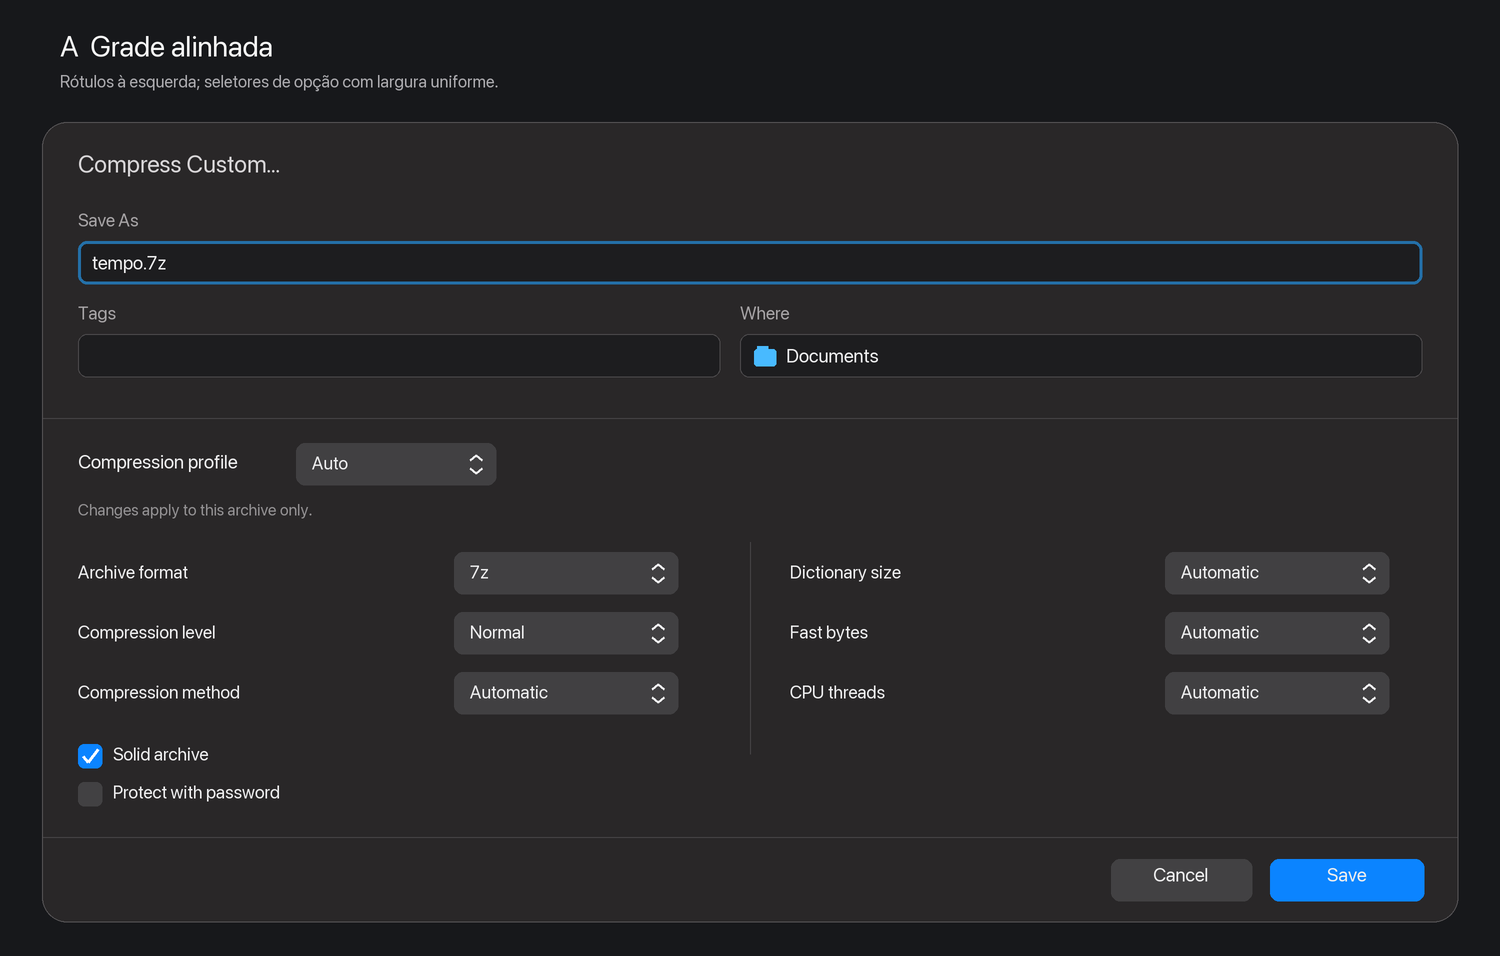 A Grade alinhada
Rótulos à esquerda; seletores de opção com largura uniforme.
Compress Custom...
Save As
tempo.7z
Tags
Where
Documents
Compression profile
Auto
Changes apply to this archive only.
Archive format
7z
Dictionary size
Automatic
Compression level
Normal
Fast bytes
Automatic
Compression method
Automatic
CPU threads
Automatic
Solid archive
Protect with password
Cancel
Save